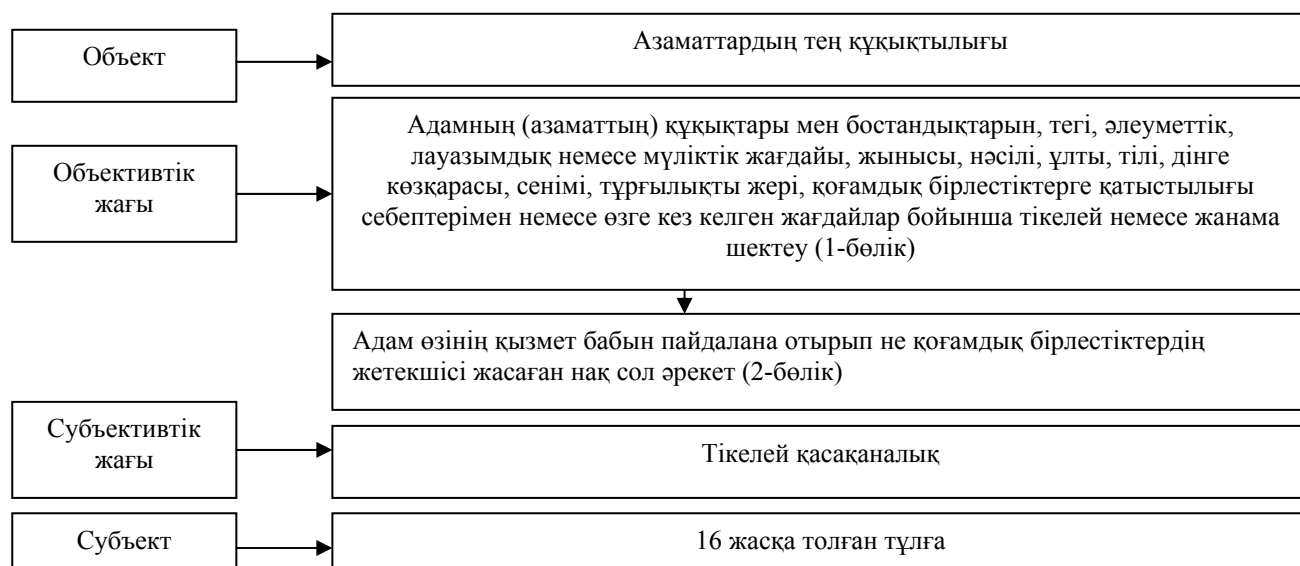 Объект
Азаматтардың тең құқықтылығы
Объективтік
жағы
Адамның (азаматтың) құқықтары мен бостандықтарын, тегі, әлеуметтік,
лауазымдық немесе мүліктік жағдайы, жынысы, нәсілі, ұлты, тілі, дінге
көзқарасы, сенімі, тұрғылықты жері, қоғамдық бірлестіктерге қатыстылығы
себептерімен немесе өзге кез келген жағдайлар бойынша тікелей немесе жанама
шектеу (1-бөлік)
Адам өзінің қызмет бабын пайдалана отырып не қоғамдық бірлестіктердің
жетекшісі жасаған нақ сол әрекет (2-бөлік)
Субъективтік
жағы
Тікелей қасақаналық
Субъект
16 жасқа толған тұлға